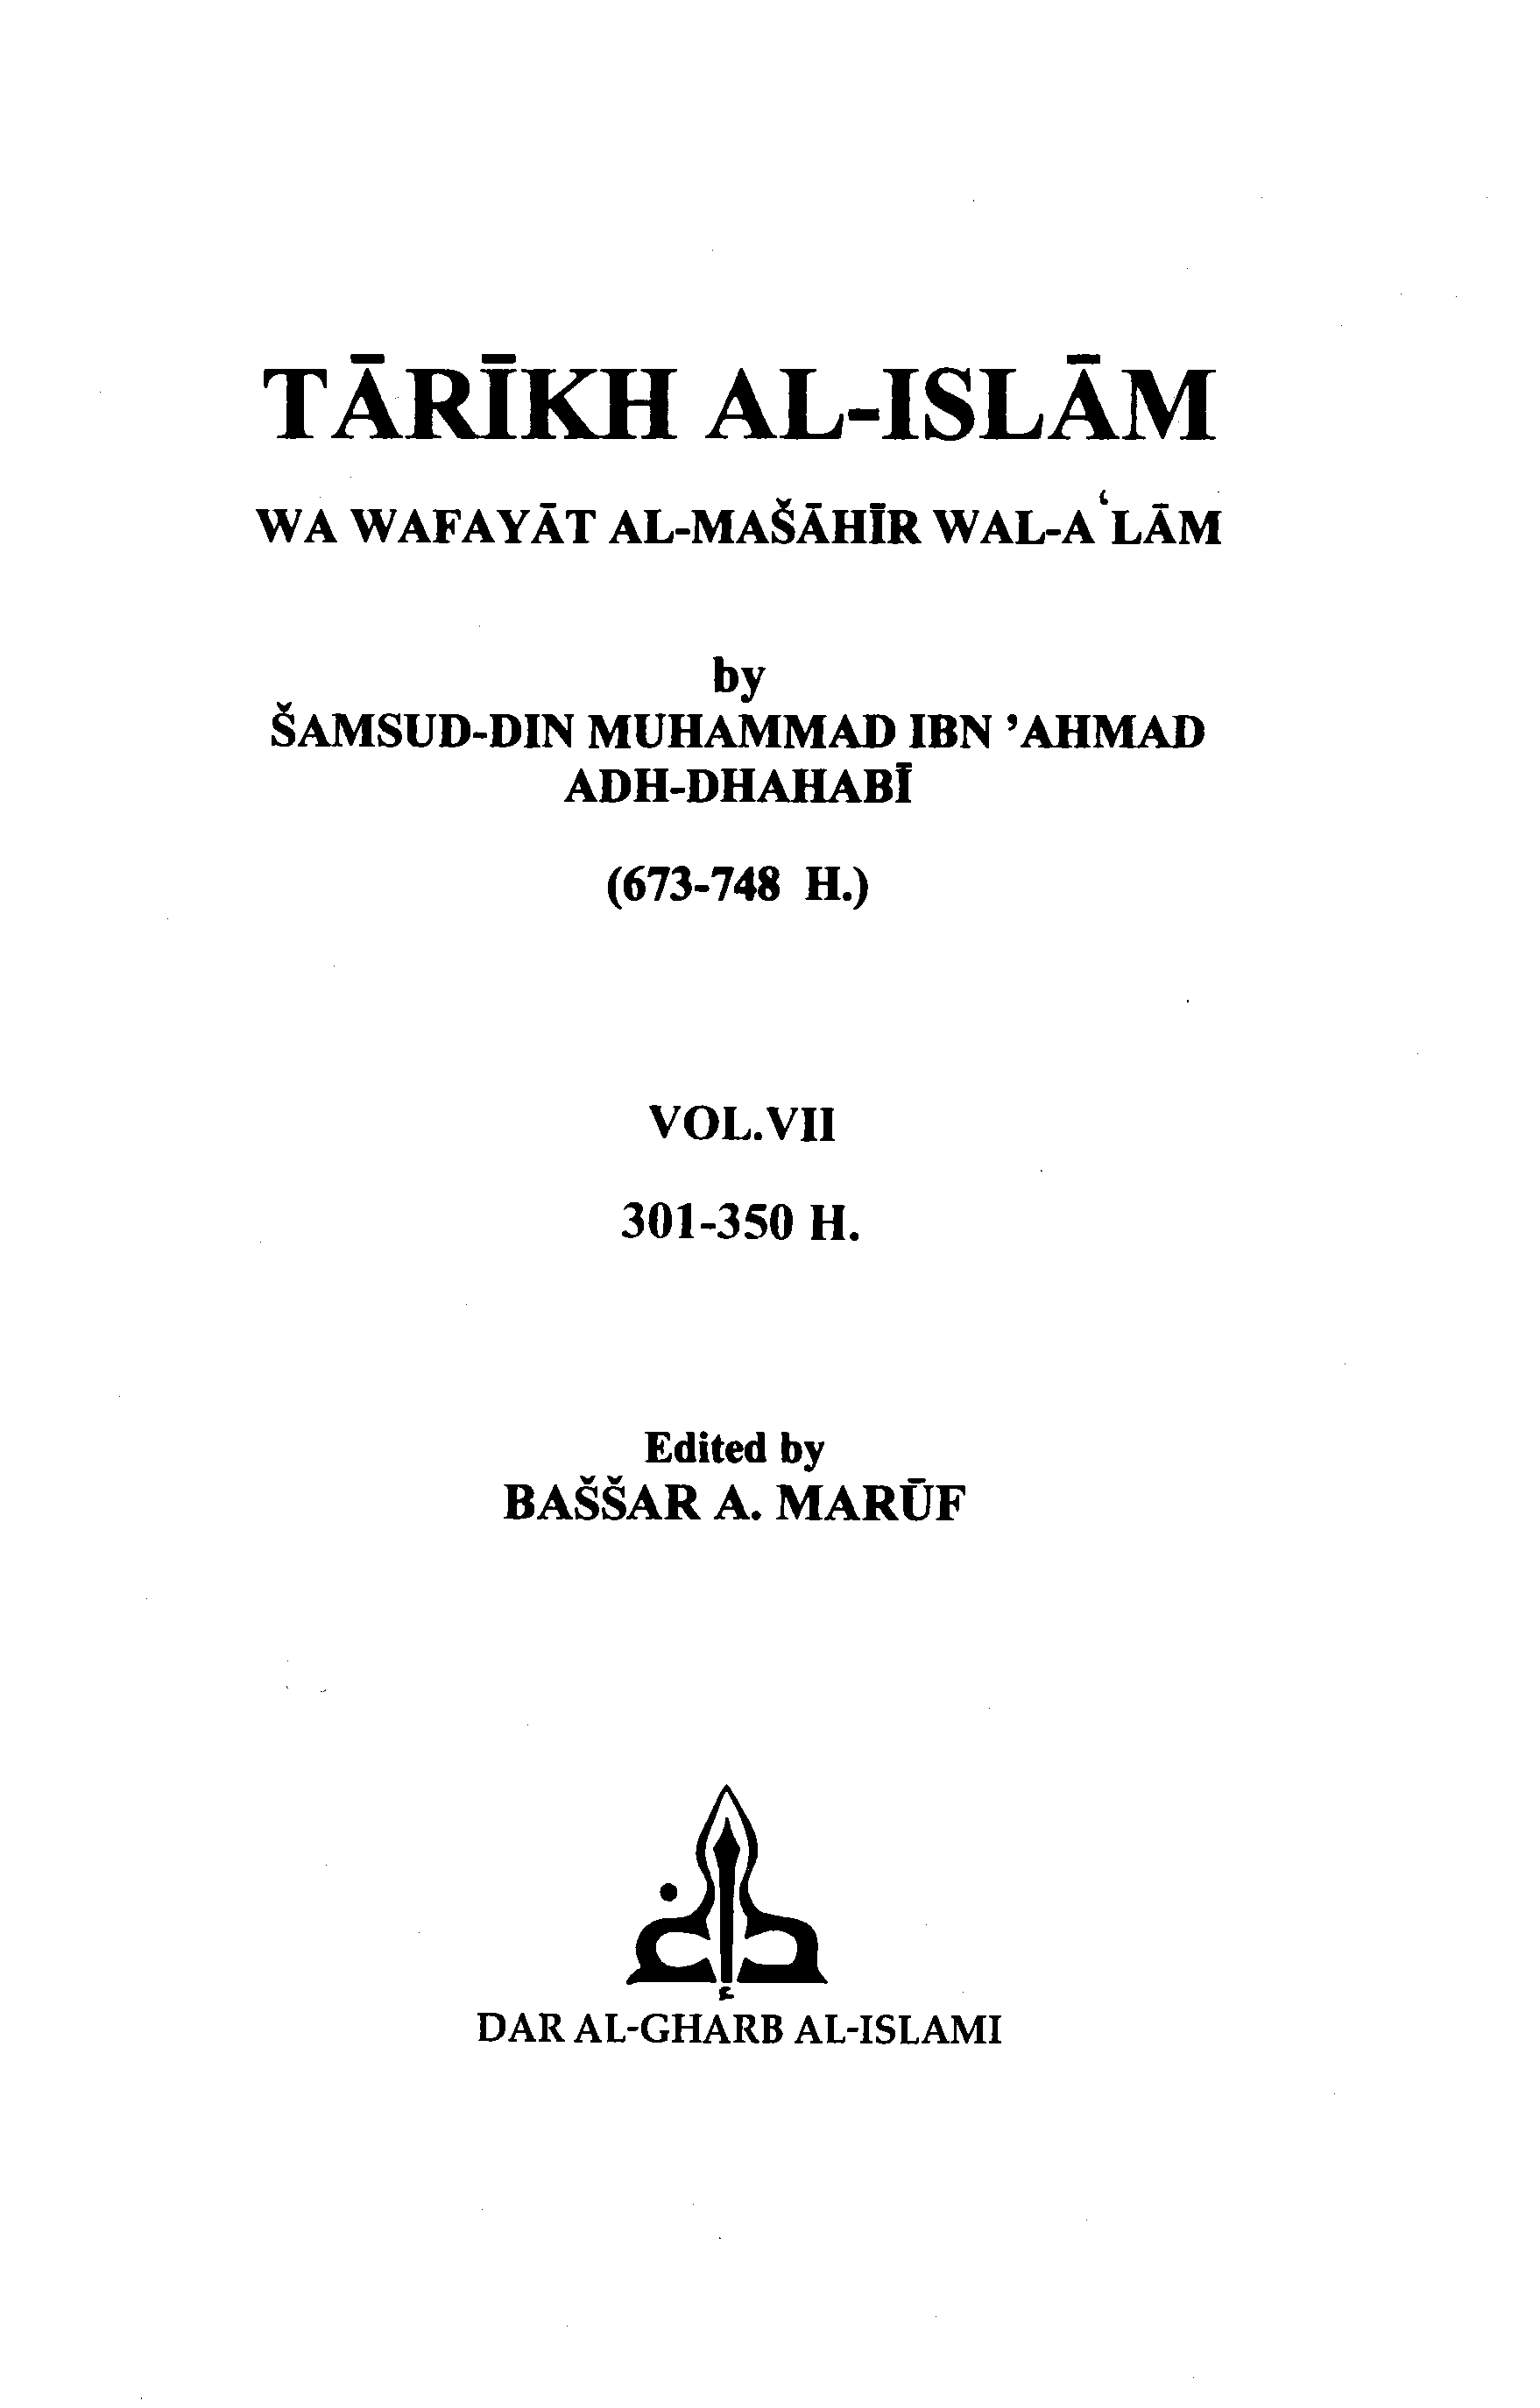 TĀRĪKH AL-ISLĀM
WA WAFAYĀT AL-MAŠĀHĪR WAL-A‘LĀM
by
ŠAMSUD-DIN MUHAMMAD IBN ’AHMAD
ADH-DHAHABĪ
(673-748 H.)
VOL.VII
301-350 H.
Edited by
BAŠŠAR A. MARŪF
DAR AL-GHARB AL-ISLAMI